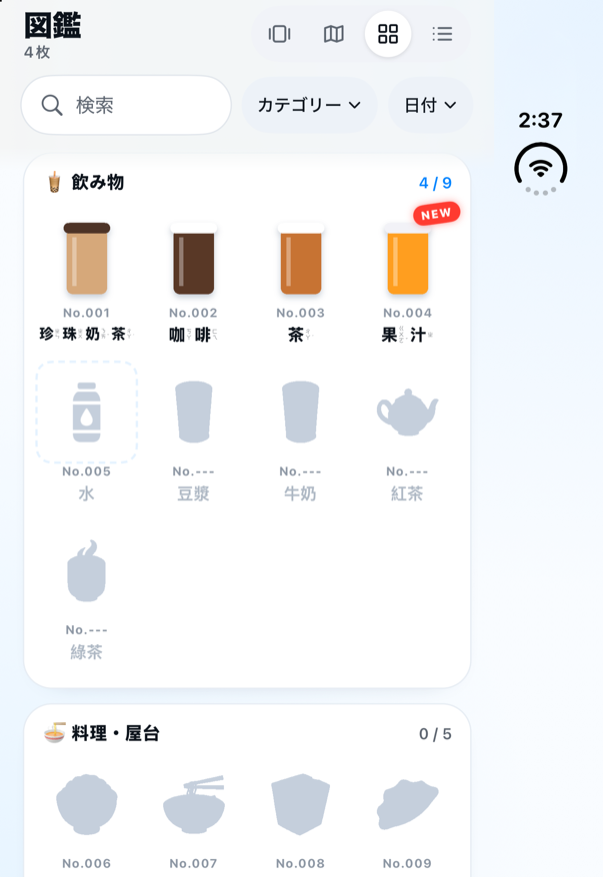 図鑑
4枚
検索
カテゴリー
日付
2:37
飲み物
4 / 9
NEW
No.001
No.002
No.003
No.004
珍珠奶茶
咖啡
茶
果汁
No.005
No.---
No.---
No.---
水
豆漿
牛奶
紅茶
No.---
綠茶
料理・屋台
0 / 5
No.006
No.007
No.008
No.009